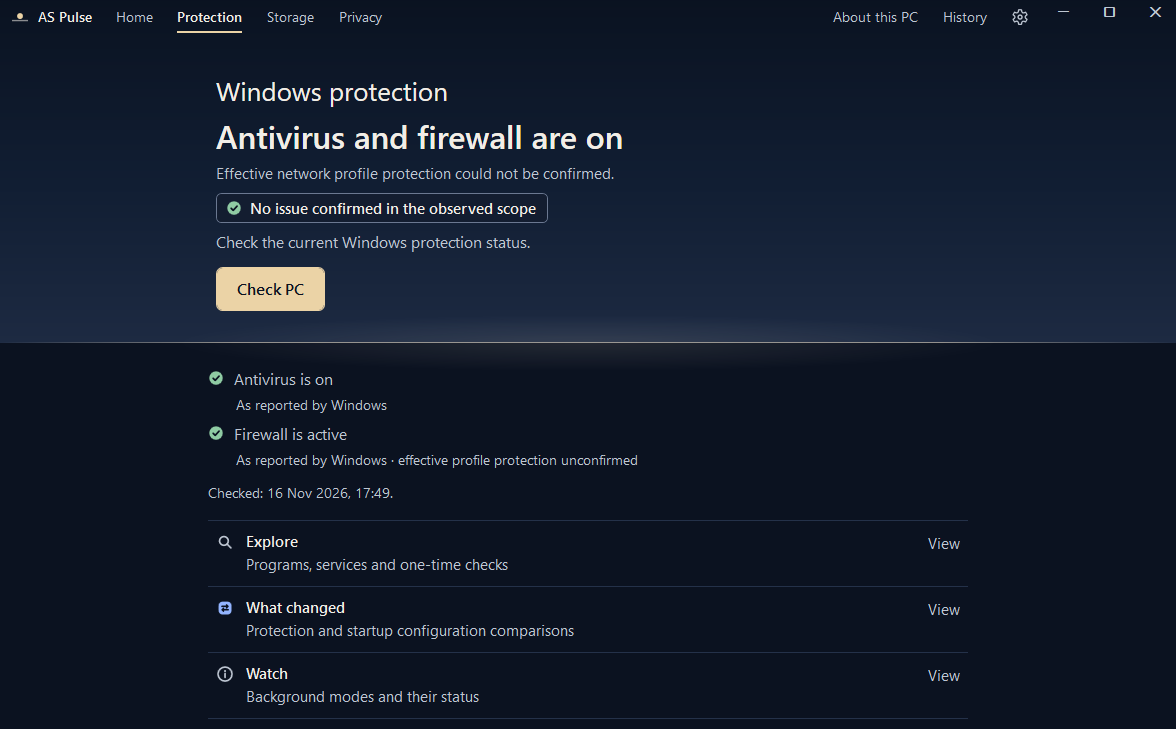 AS Pulse Home Protection Storage Privacy About this PC History
Windows protection
Antivirus and firewall are on
Effective network profile protection could not be confirmed.
No issue confirmed in the observed scope
Check the current Windows protection status.
Check PC
Antivirus is on
As reported by Windows
Firewall is active
As reported by Windows · effective profile protection unconfirmed
Checked: 16 Nov 2026, 17:49.
Explore
View
Programs, services and one-time checks
What changed
View
Protection and startup configuration comparisons
Watch
View
Background modes and their status